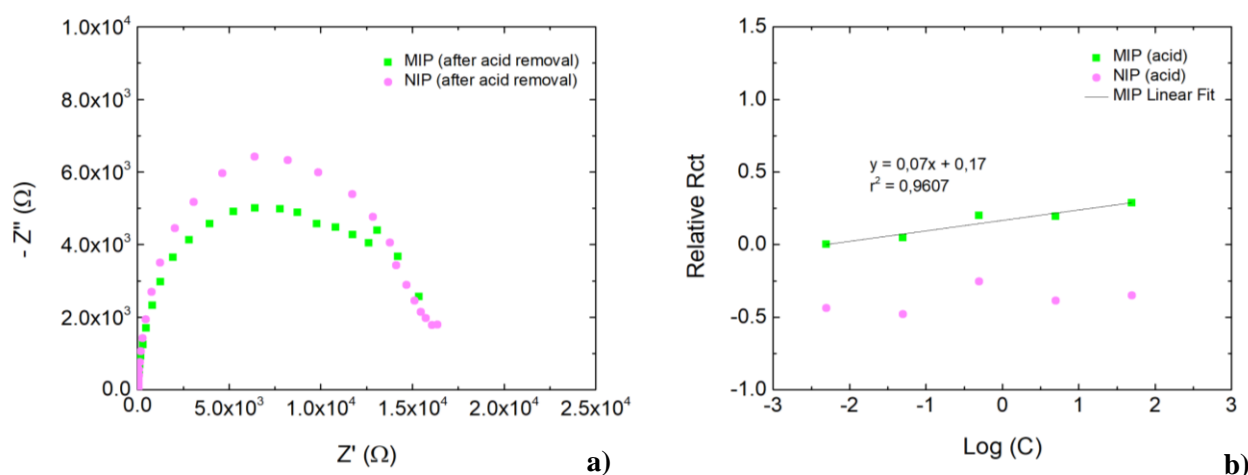 1.0x10⁴
8.0x10³
6.0x10³
4.0x10³
2.0x10³
0.0
- Z'' (Ω)
MIP (after acid removal)
NIP (after acid removal)
0.0 5.0x10³ 1.0x10⁴ 1.5x10⁴ 2.0x10⁴ 2.5x10⁴
Z' (Ω)
a)
1.5
1.0
0.5
0.0
-0.5
-1.0
Relative Rct
MIP (acid)
NIP (acid)
MIP Linear Fit
y = 0,07x + 0,17
r² = 0,9607
-3 -2 -1 0 1 2 3
Log (C)
b)